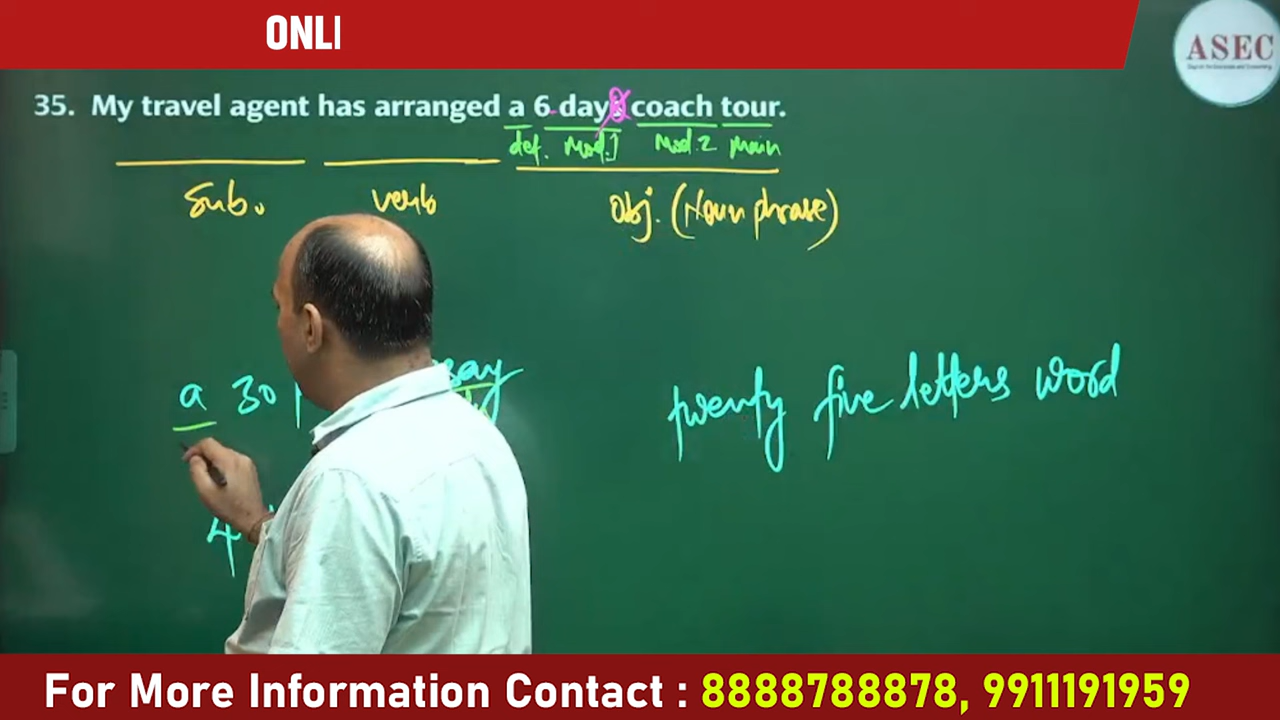 ONLI
ASEC
35. My travel agent has arranged a 6 days coach tour.
det. Mod.1 Mod.2 main
Sub. verb Obj. (Noun phrase)
a 30
twenty five letters word
4
For More Information Contact : 8888788878, 9911191959